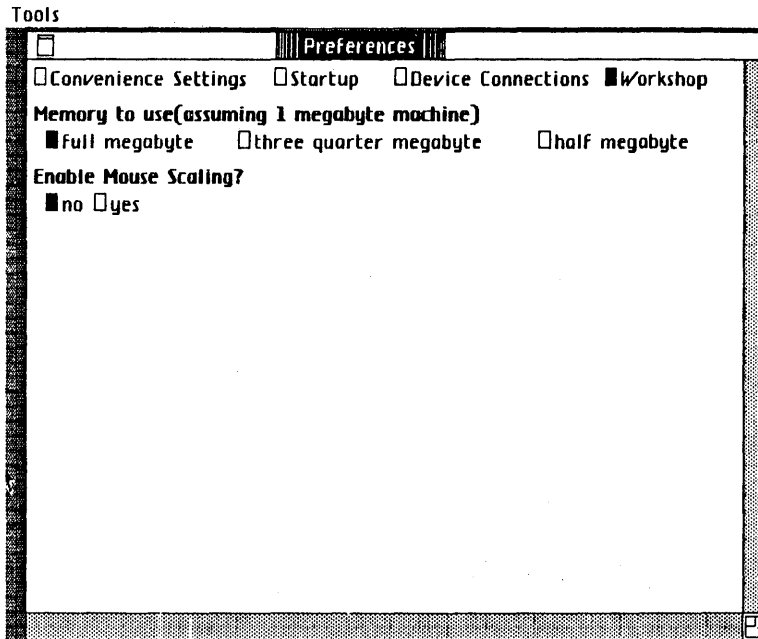 Tools
Preferences
Convenience Settings Startup Device Connections Workshop
Memory to use(assuming 1 megabyte machine)
full megabyte three quarter megabyte half megabyte
Enable Mouse Scaling?
no yes